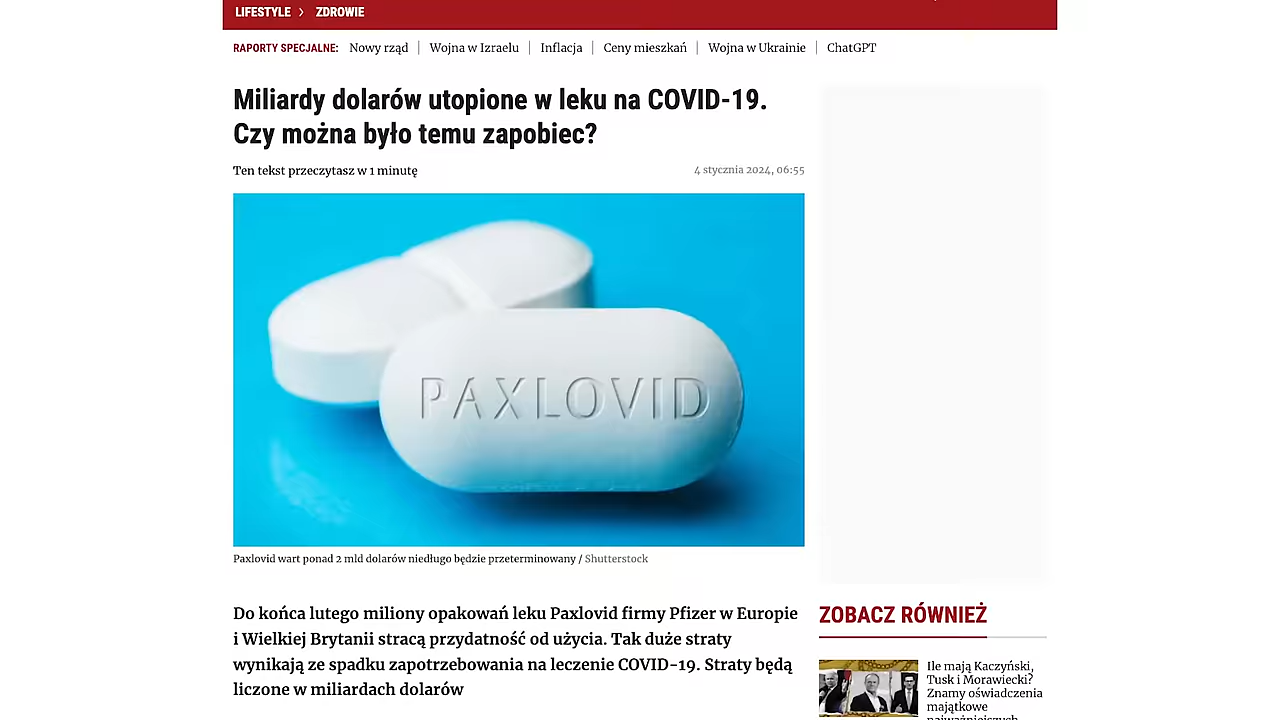 LIFESTYLE > ZDROWIE
RAPORTY SPECJALNE: Nowy rząd | Wojna w Izraelu | Inflacja | Ceny mieszkań | Wojna w Ukrainie | ChatGPT
Miliardy dolarów utopione w leku na COVID-19.
Czy można było temu zapobiec?
Ten tekst przeczytasz w 1 minutę
4 stycznia 2024, 06:55
PAXLOVID
Paxlovid wart ponad 2 mld dolarów niedługo będzie przeterminowany / Shutterstock
Do końca lutego miliony opakowań leku Paxlovid firmy Pfizer w Europie
i Wielkiej Brytanii stracą przydatność od użycia. Tak duże straty
wynikają ze spadku zapotrzebowania na leczenie COVID-19. Straty będą
liczone w miliardach dolarów
ZOBACZ RÓWNIEŻ
Ile mają Kaczyński,
Tusk i Morawiecki?
Znamy oświadczenia
majątkowe
najważniejszych